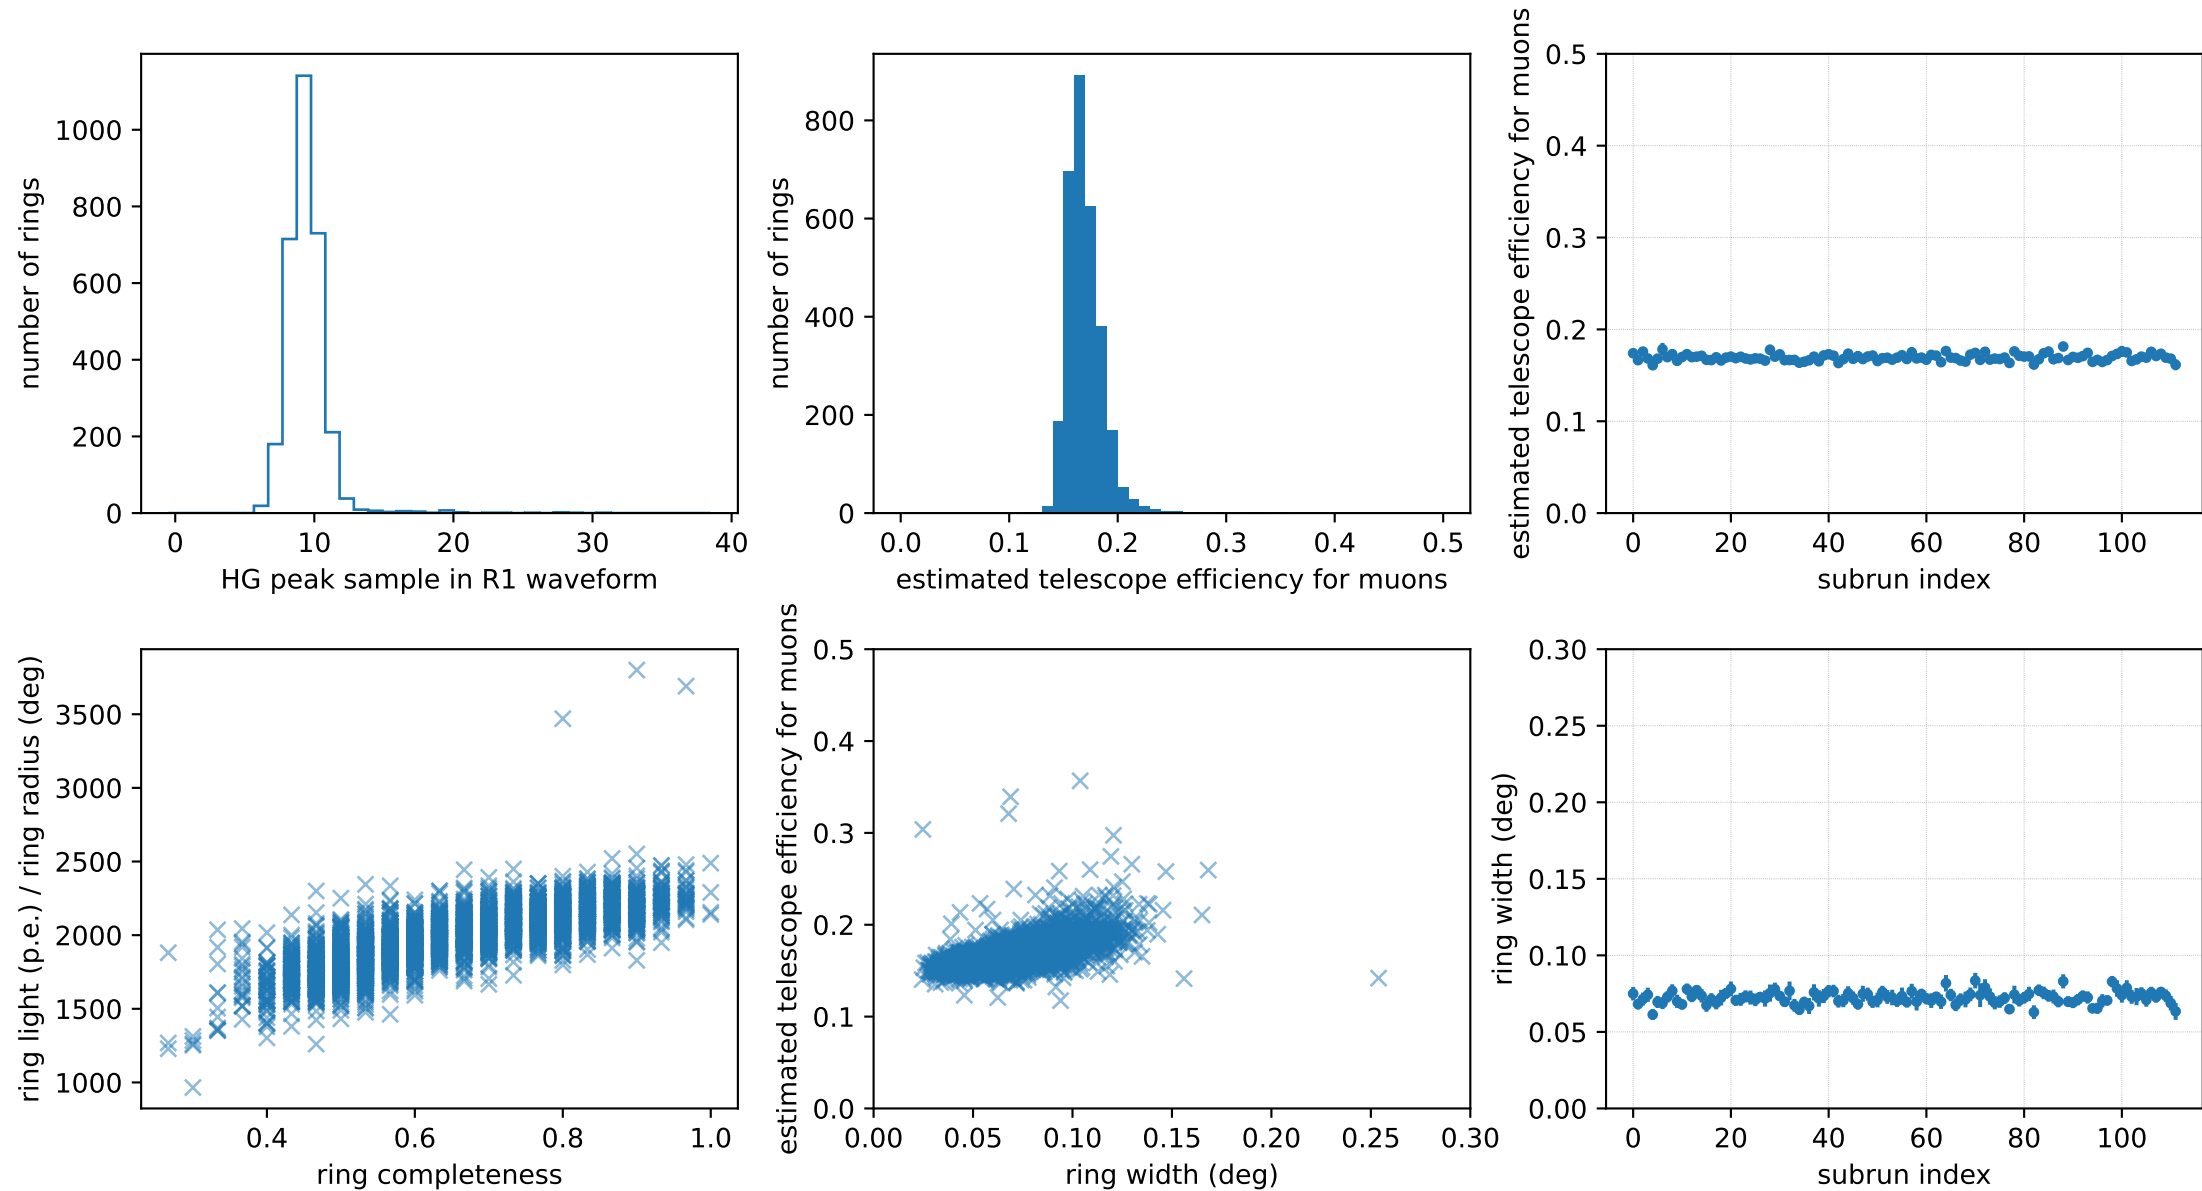 number of rings
1000
800
600
400
200
0
0 10 20 30 40
HG peak sample in R1 waveform
number of rings
800
600
400
200
0
0.0 0.1 0.2 0.3 0.4 0.5
estimated telescope efficiency for muons
estimated telescope efficiency for muons
0.5
0.4
0.3
0.2
0.1
0.0
0 20 40 60 80 100
subrun index
ring light (p.e.) / ring radius (deg)
3500
3000
2500
2000
1500
1000
0.4 0.6 0.8 1.0
ring completeness
estimated telescope efficiency for muons
0.5
0.4
0.3
0.2
0.1
0.0
0.00 0.05 0.10 0.15 0.20 0.25 0.30
ring width (deg)
ring width (deg)
0.30
0.25
0.20
0.15
0.10
0.05
0.00
0 20 40 60 80 100
subrun index